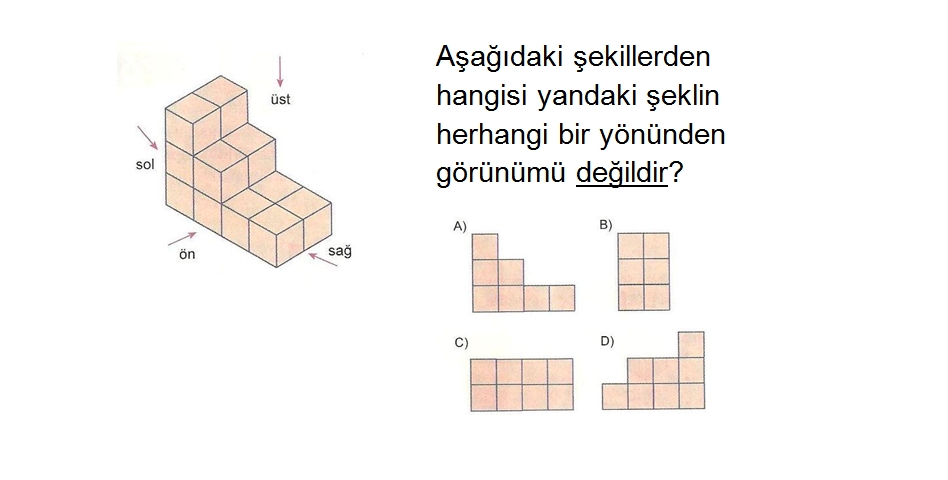 Aşağıdaki şekillerden
hangisi yandaki şeklin
herhangi bir yönünden
görünümü değildir?
üst
sol
ön
sağ
A)
B)
C)
D)